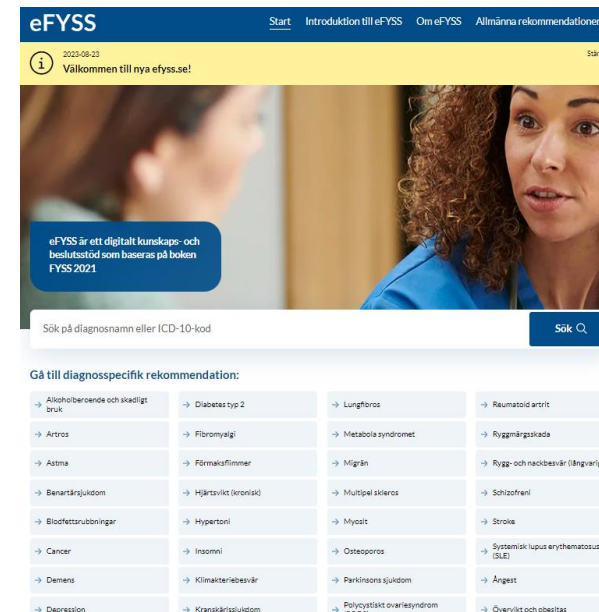 eFYSS
Start Introduktion till eFYSS Om eFYSS Allmänna rekommendationer
2023-08-23
Välkommen till nya efyss.se!
eFYSS är ett digitalt kunskaps- och
beslutsstöd som baseras på boken
FYSS 2021
Sök på diagnosnamn eller ICD-10-kod
Sök
Gå till diagnosspecifik rekommendation:
→ Alkoholberoende och skadligt
bruk
→ Diabetes typ 2
→ Lungfibros
→ Reumatoid artrit
→ Artros
→ Fibromyalgi
→ Metabola syndromet
→ Ryggmärgsskada
→ Astma
→ Förmaksflimmer
→ Migrän
→ Rygg- och nackbesvär
→ Benartärsjukdom
→ Hjärtsvikt (kronisk)
→ Multipel skleros
→ Schizofreni
→ Blodfettsrubbningar
→ Hypertoni
→ Myosit
→ Stroke
→ Cancer
→ Insomni
→ Osteoporos
→ Systemisk lupus erythematosus
(SLE)
→ Demens
→ Klimakteriebesvär
→ Parkinsons sjukdom
→ Ångest
→ Depression
→ Kranskärlssjukdom
→ Polycystiskt ovariesyndrom
→ Övervikt och obesitas